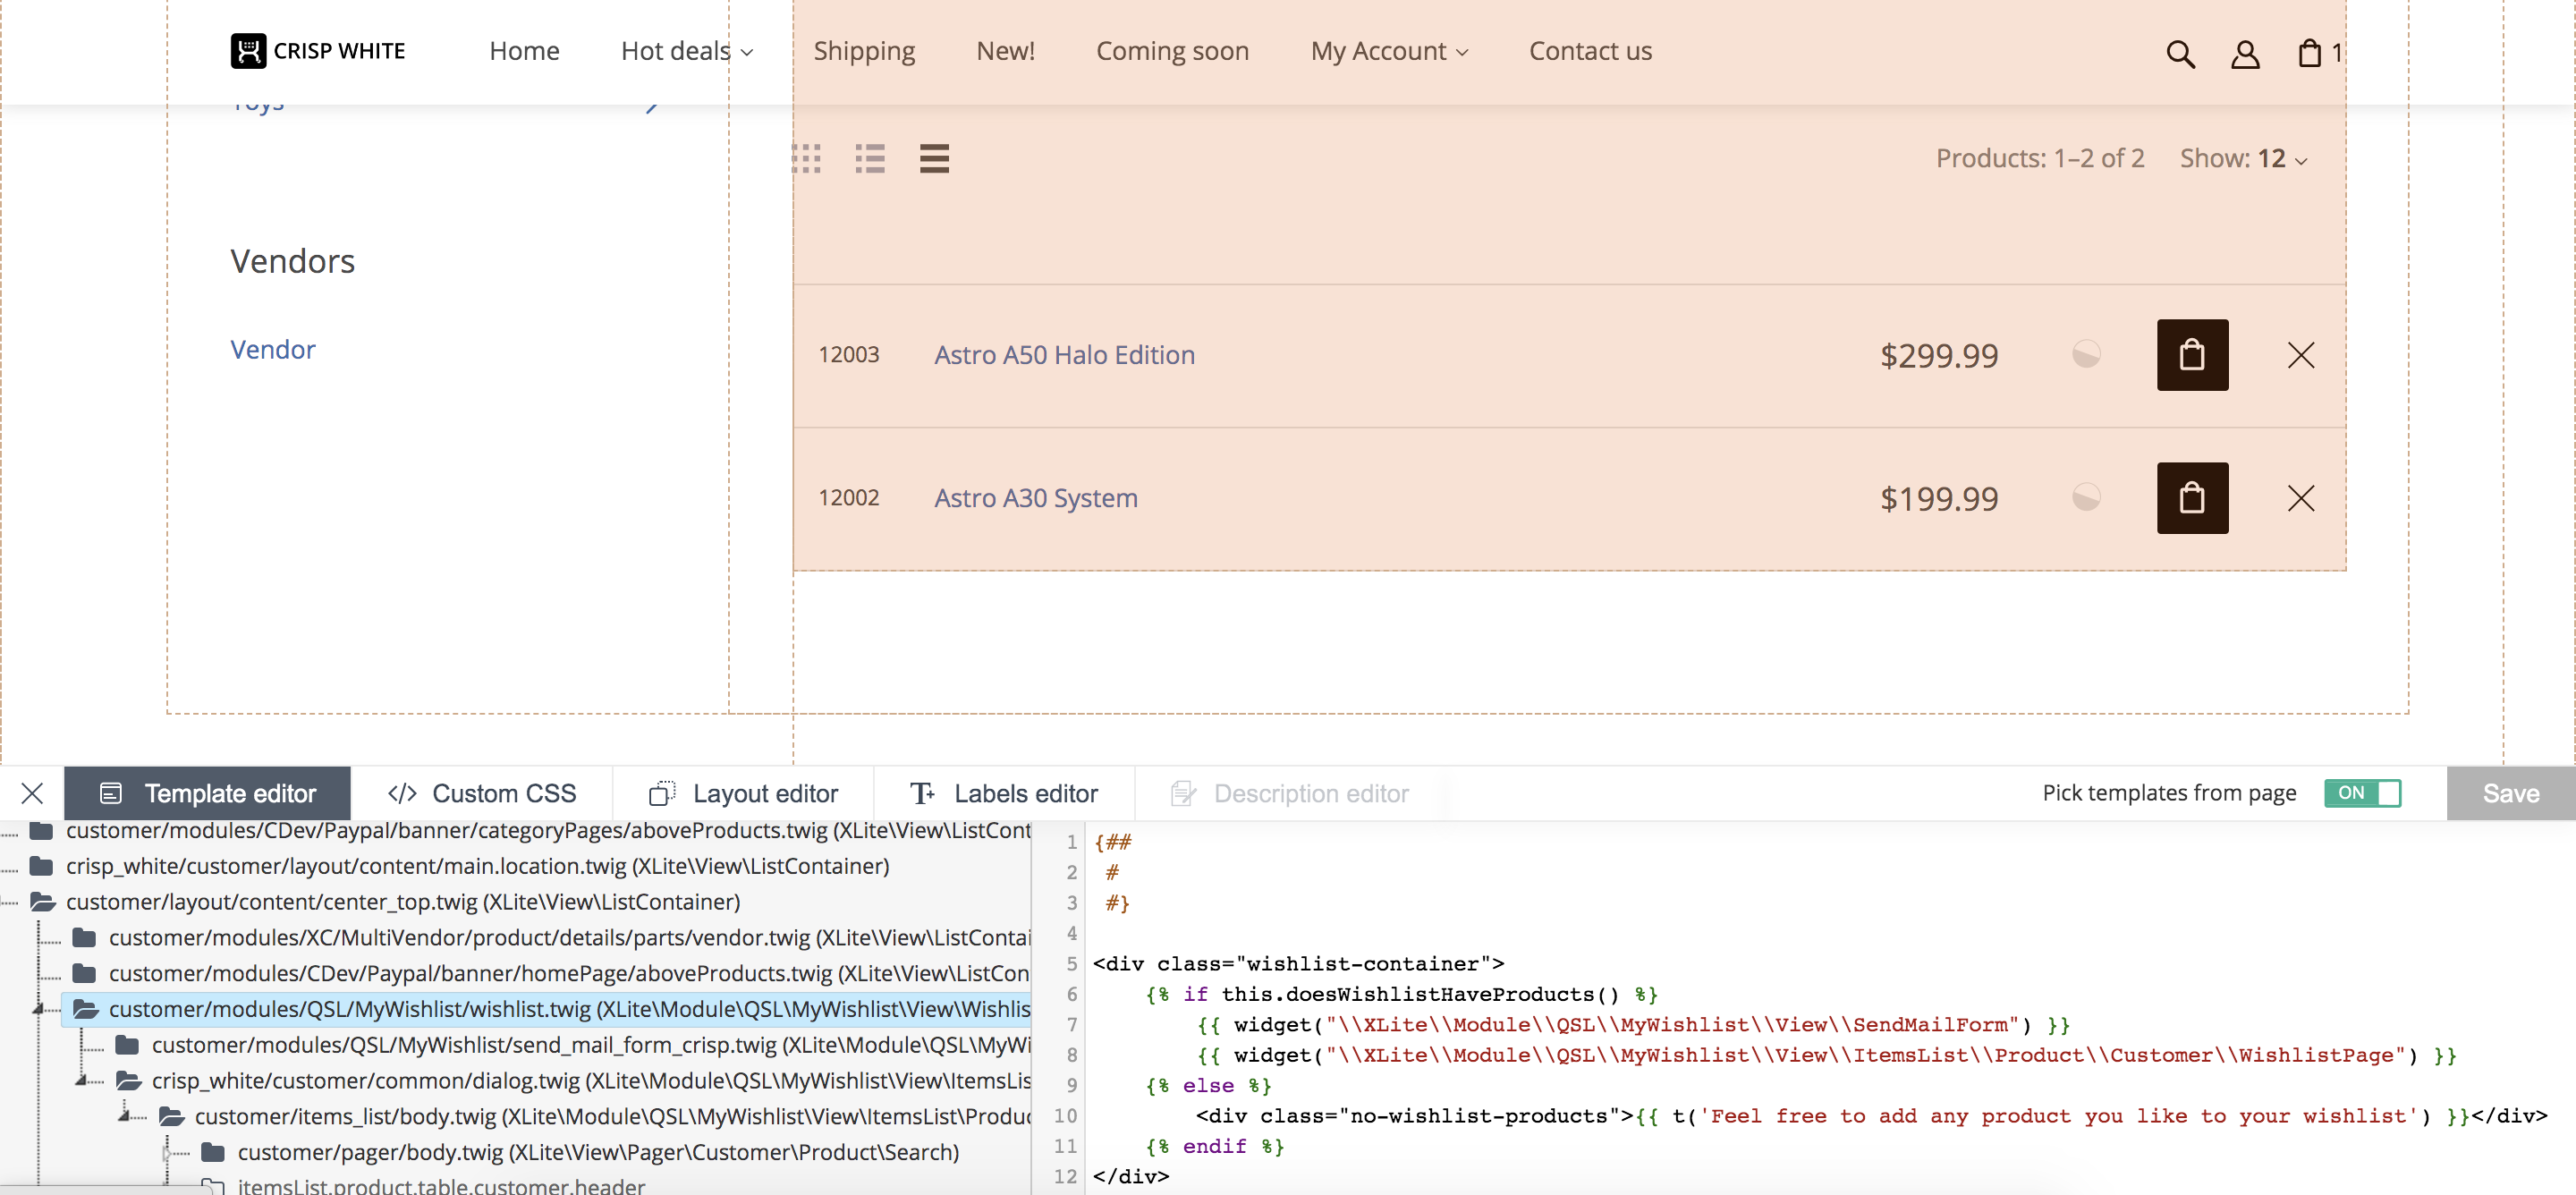 CRISP WHITE Home Hot deals Shipping New! Coming soon My Account Contact us 1
Toys
Products: 1–2 of 2 Show: 12
Vendors
12003 Astro A50 Halo Edition $299.99
Vendor
12002 Astro A30 System $199.99
Template editor </> Custom CSS Layout editor Labels editor Description editor Pick templates from page ON Save
customer/modules/CDev/Paypal/banner/categoryPages/aboveProducts.twig (XLite\View\ListCont
crisp_white/customer/layout/content/main.location.twig (XLite\View\ListContainer)
customer/layout/content/center_top.twig (XLite\View\ListContainer)
customer/modules/XC/MultiVendor/product/details/parts/vendor.twig (XLite\View\ListContai
customer/modules/CDev/Paypal/banner/homePage/aboveProducts.twig (XLite\View\ListCon
customer/modules/QSL/MyWishlist/wishlist.twig (XLite\Module\QSL\MyWishlist\View\Wishlis
customer/modules/QSL/MyWishlist/send_mail_form_crisp.twig (XLite\Module\QSL\MyWi
crisp_white/customer/common/dialog.twig (XLite\Module\QSL\MyWishlist\View\ItemsLis
customer/items_list/body.twig (XLite\Module\QSL\MyWishlist\View\ItemsList\Produc
customer/pager/body.twig (XLite\View\Pager\Customer\Product\Search)
itemsList.product.table.customer.header
1 {##
2 #
3 #}
4
5 <div class="wishlist-container">
6 {% if this.doesWishlistHaveProducts() %}
7 {{ widget("\\XLite\\Module\\QSL\\MyWishlist\\View\\SendMailForm") }}
8 {{ widget("\\XLite\\Module\\QSL\\MyWishlist\\View\\ItemsList\\Product\\Customer\\WishlistPage") }}
9 {% else %}
10 <div class="no-wishlist-products">{{ t('Feel free to add any product you like to your wishlist') }}</div>
11 {% endif %}
12 </div>